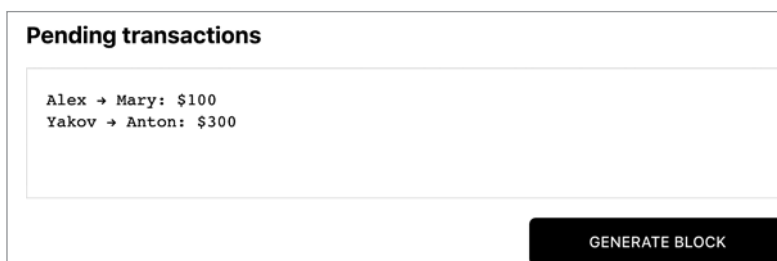 Pending transactions
Alex → Mary: $100
Yakov → Anton: $300
GENERATE BLOCK